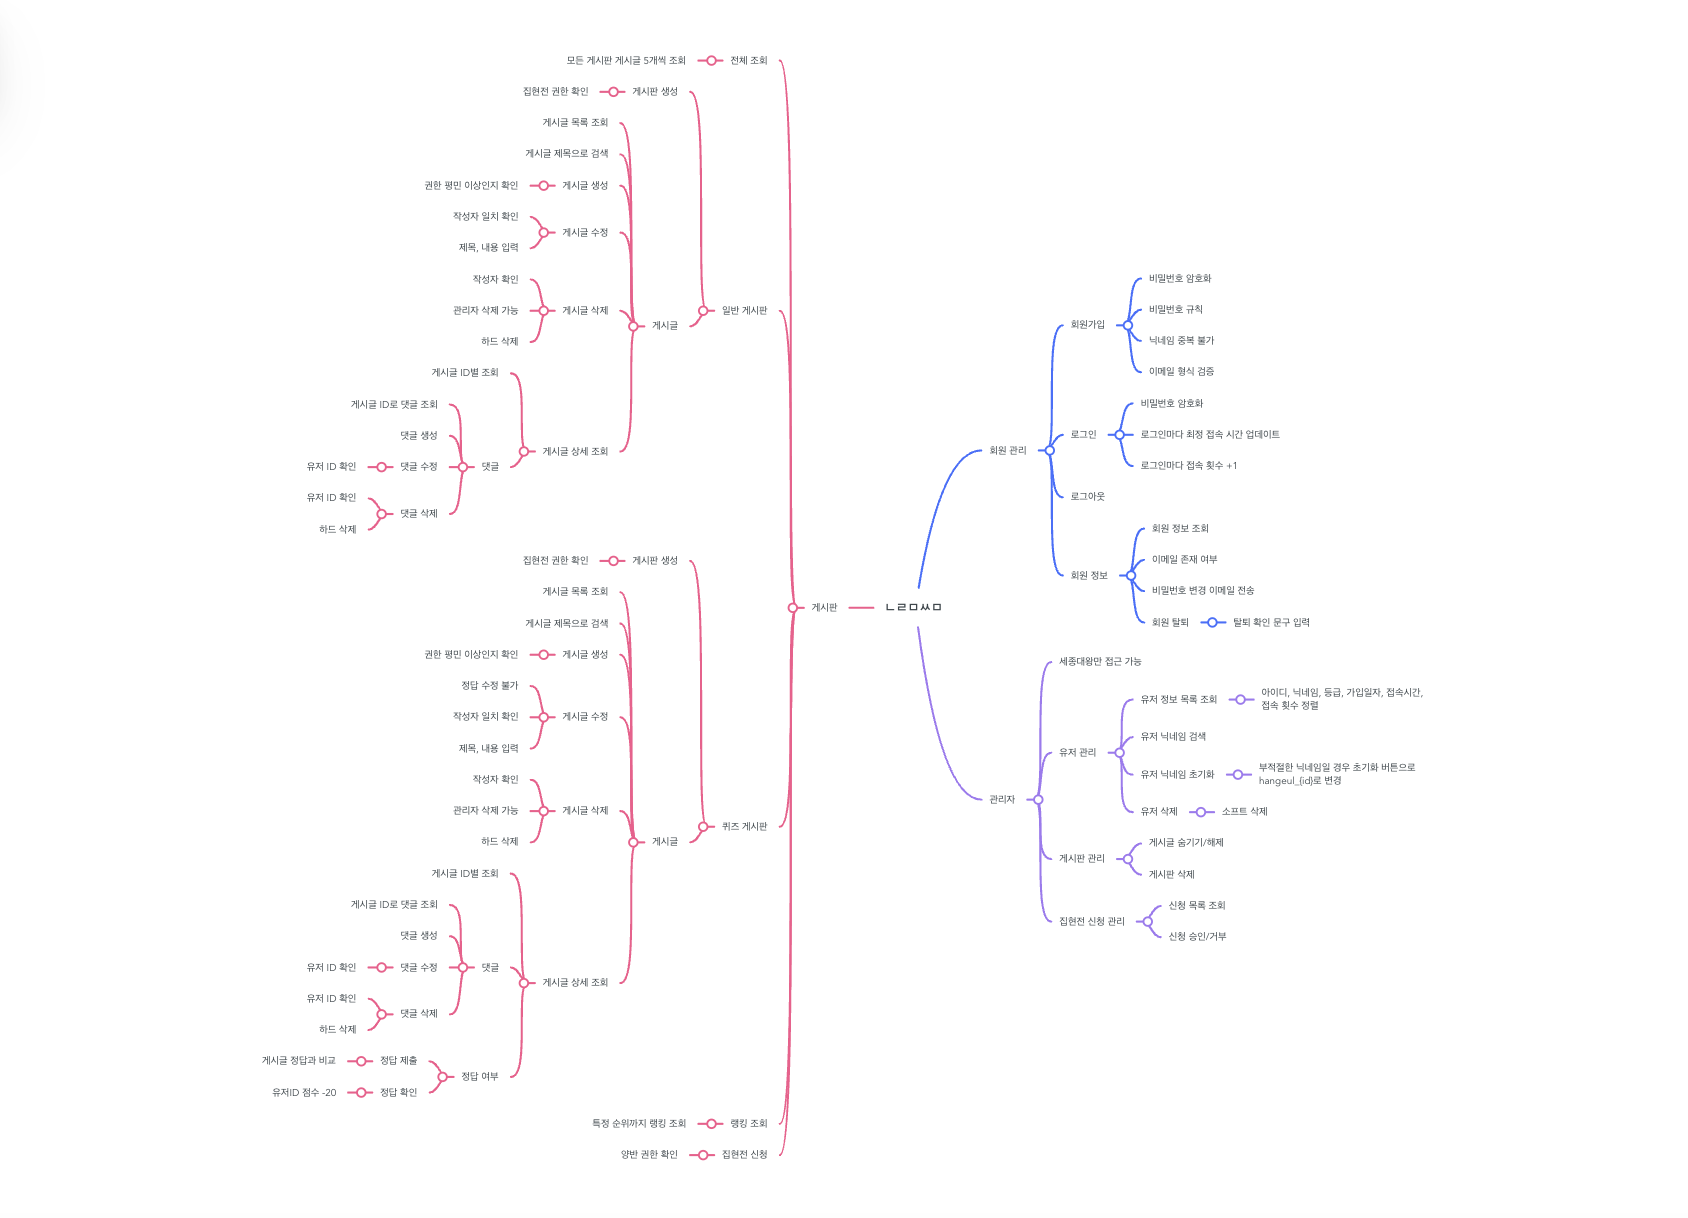 모든 게시판 게시글 5개씩 조회
전체 조회
집현전 권한 확인
게시판 생성
게시글 목록 조회
게시글 제목으로 검색
권한 평민 이상인지 확인
게시글 생성
작성자 일치 확인
게시글 수정
제목, 내용 입력
작성자 확인
관리자 삭제 가능
게시글 삭제
하드 삭제
게시글
일반 게시판
게시글 ID별 조회
게시글 ID로 댓글 조회
댓글 생성
유저 ID 확인
댓글 수정
댓글
게시글 상세 조회
유저 ID 확인
댓글 삭제
하드 삭제
집현전 권한 확인
게시판 생성
게시글 목록 조회
게시글 제목으로 검색
권한 평민 이상인지 확인
게시글 생성
정답 수정 불가
작성자 일치 확인
게시글 수정
제목, 내용 입력
작성자 확인
관리자 삭제 가능
게시글 삭제
하드 삭제
게시글
퀴즈 게시판
게시글 ID별 조회
게시글 ID로 댓글 조회
댓글 생성
유저 ID 확인
댓글 수정
댓글
게시글 상세 조회
유저 ID 확인
댓글 삭제
하드 삭제
게시글 정답과 비교
정답 제출
정답 여부
유저ID 점수 -20
정답 확인
특정 순위까지 랭킹 조회
랭킹 조회
양반 권한 확인
집현전 신청
게시판
ㄴㄹㅁㅆㅁ
회원 관리
회원가입
비밀번호 암호화
비밀번호 규칙
닉네임 중복 불가
이메일 형식 검증
로그인
비밀번호 암호화
로그인마다 최정 접속 시간 업데이트
로그인마다 접속 횟수 +1
로그아웃
회원 정보
회원 정보 조회
이메일 존재 여부
비밀번호 변경 이메일 전송
회원 탈퇴
탈퇴 확인 문구 입력
관리자
세종대왕만 접근 가능
유저 관리
유저 정보 목록 조회
아이디, 닉네임, 등급, 가입일자, 접속시간,
접속 횟수 정렬
유저 닉네임 검색
유저 닉네임 초기화
부적절한 닉네임일 경우 초기화 버튼으로
hangeul_{id}로 변경
유저 삭제
소프트 삭제
게시판 관리
게시글 숨기기/해제
게시판 삭제
집현전 신청 관리
신청 목록 조회
신청 승인/거부